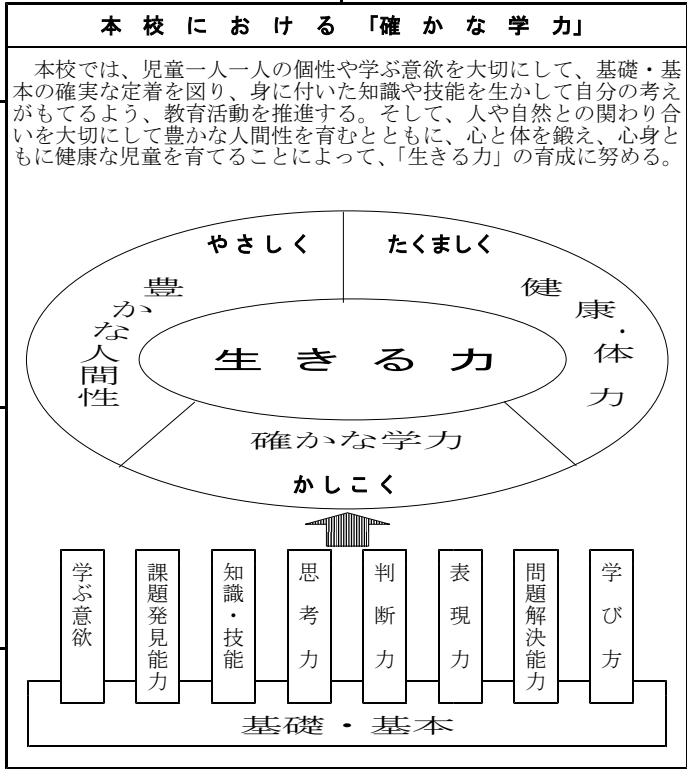 本校における「確かな学力」
本校では、児童一人一人の個性や学ぶ意欲を大切にして、基礎・基
本の確実な定着を図り、身に付いた知識や技能を生かして自分の考え
がもてるよう、教育活動を推進する。そして、人や自然との関わり合
いを大切にして豊かな人間性を育むとともに、心と体を鍛え、心身と
もに健康な児童を育てることによって、「生きる力」の育成に努める。
やさしく
たくましく
豊かな人間性
健康・体力
生きる力
確かな学力
かしこく
学ぶ意欲
課題発見能力
知識・技能
思考力
判断力
表現力
問題解決能力
学び方
基礎・基本